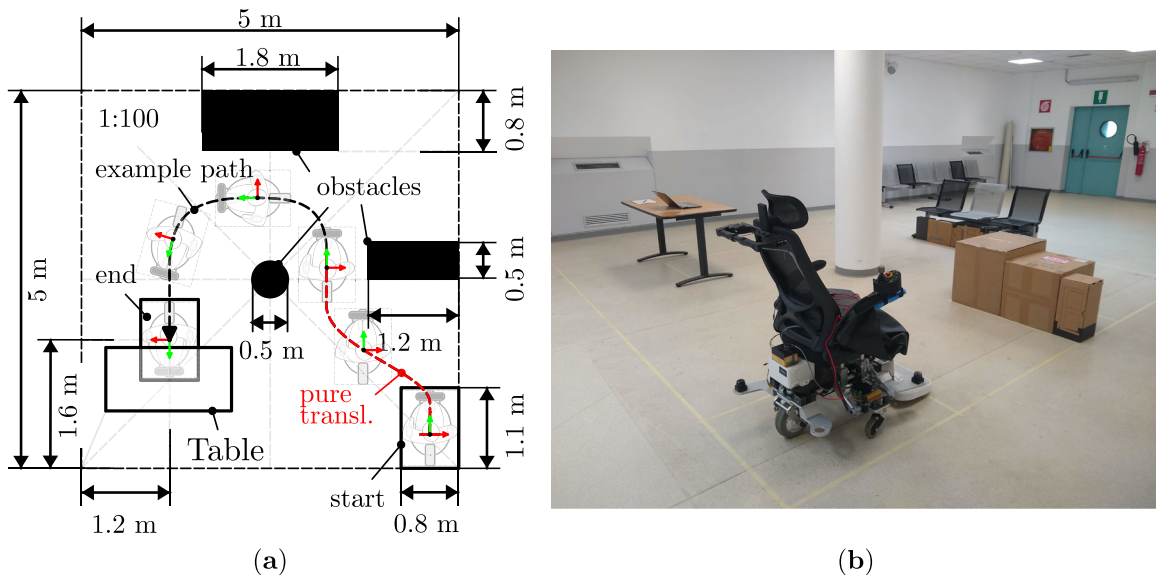 5 m
1.8 m
1:100
0.8 m
example path
obstacles
5 m
end
0.5 m
0.5 m
1.2 m
1.6 m
pure
transl.
1.1 m
Table
start
1.2 m
0.8 m
(a)
(b)